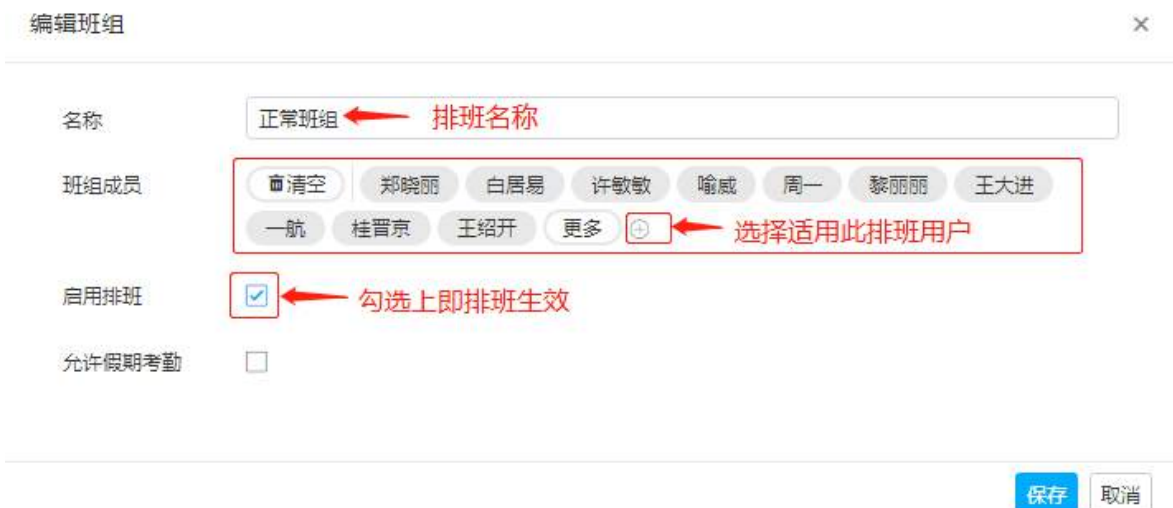 编辑班组
名称 正常班组 排班名称
班组成员 清空 郑晓丽 白居易 许敏敏 喻威 周一 黎丽丽 王大进
一航 桂晋京 王绍开 更多 选择适用此排班用户
启用排班 勾选上即排班生效
允许假期考勤
保存 取消